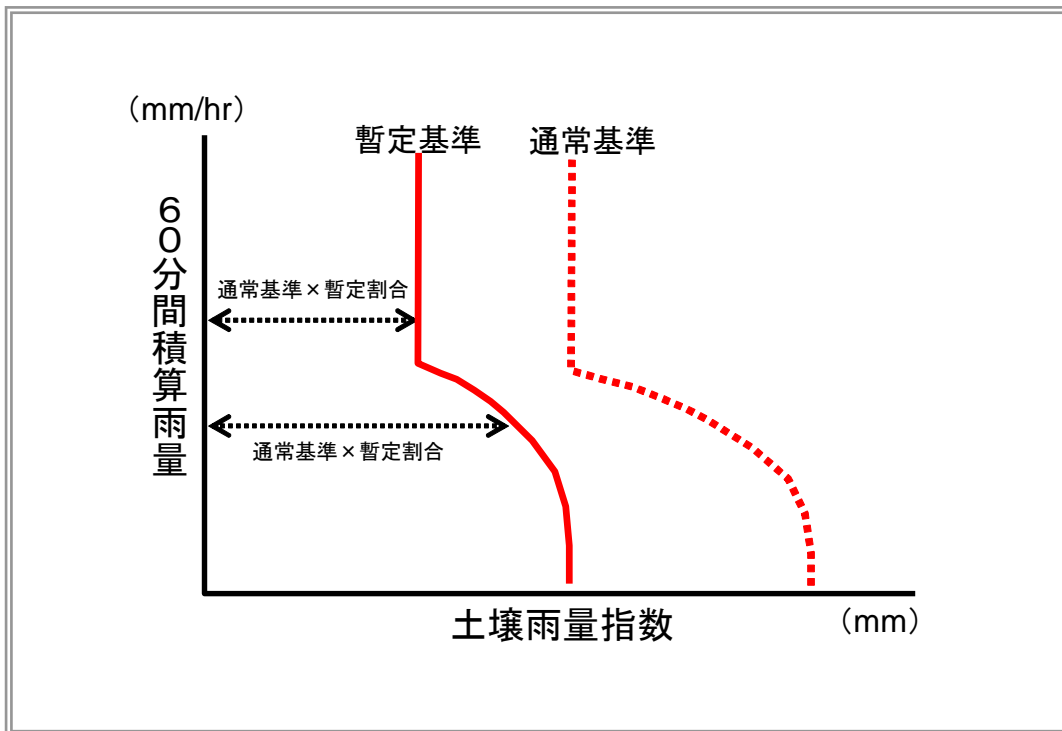 （mm/hr）
暫定基準
通常基準
６０分間積算雨量
通常基準×暫定割合
通常基準×暫定割合
土壌雨量指数
（mm）